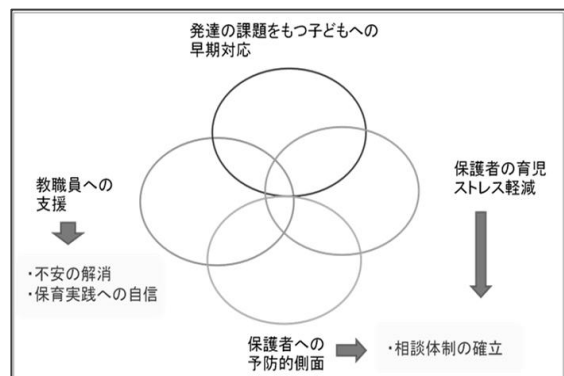 発達の課題をもつ子どもへの
早期対応
教職員への
支援
・不安の解消
・保育実践への自信
保護者の育児
ストレス軽減
保護者への
予防的側面
・相談体制の確立